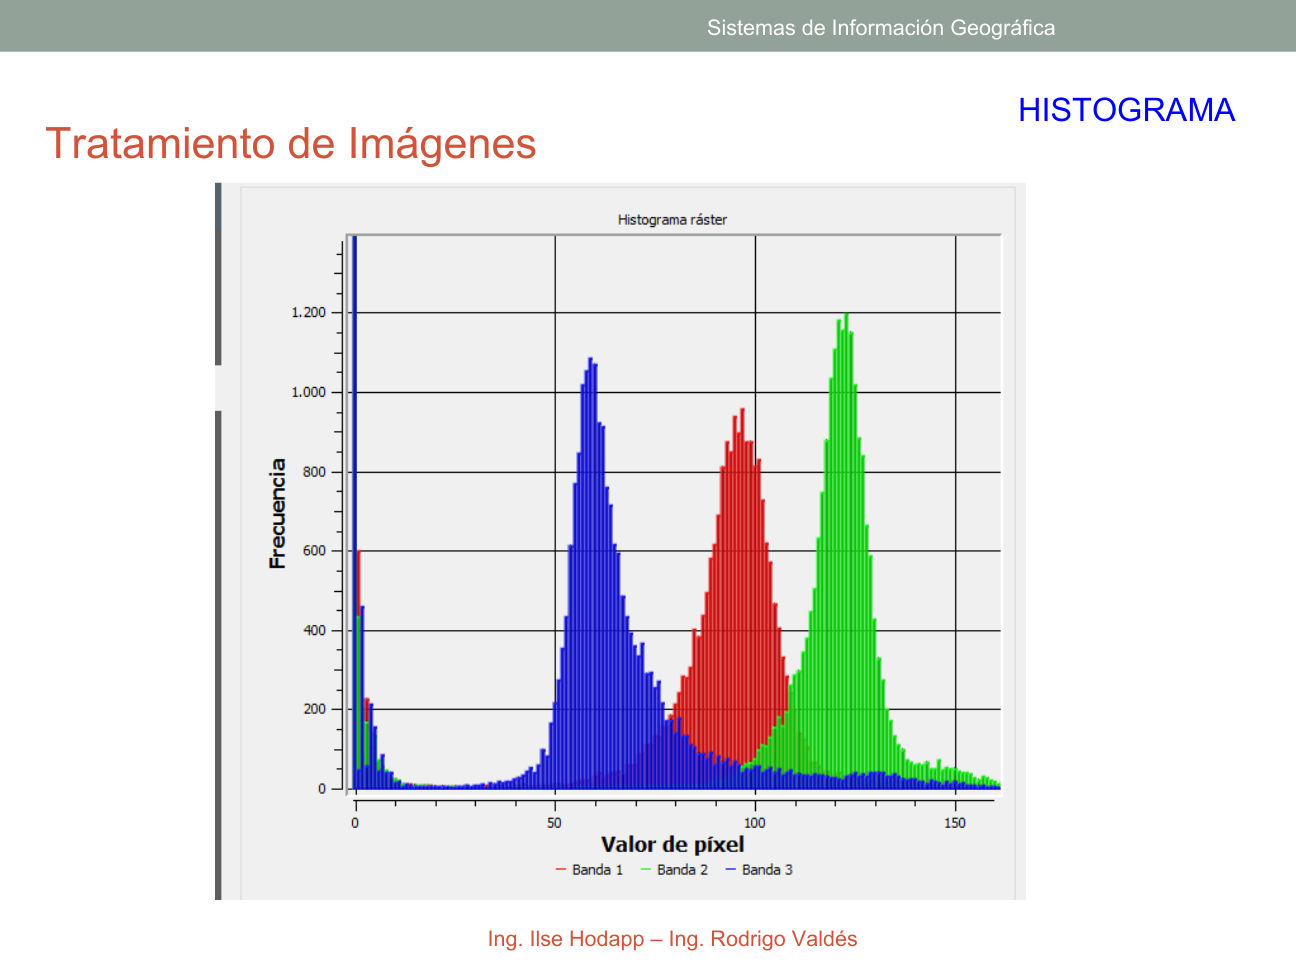 Sistemas de Información Geográfica
HISTOGRAMA
Tratamiento de Imágenes
Histograma ráster
1.200
1.000
800
600
400
200
0
Frecuencia
0 50 100 150
Valor de píxel
Banda 1 Banda 2 Banda 3
Ing. Ilse Hodapp – Ing. Rodrigo Valdés